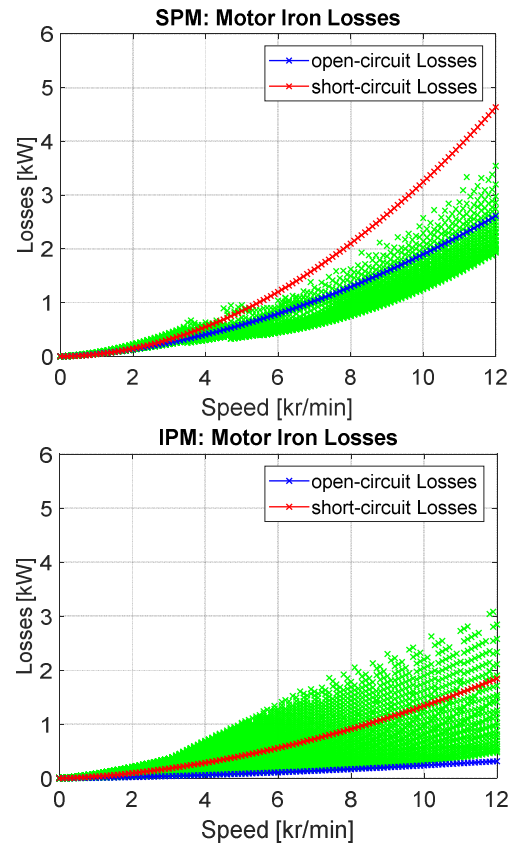 SPM: Motor Iron Losses
6
5
4
3
2
1
0
Losses [kW]
open-circuit Losses
short-circuit Losses
0 2 4 6 8 10 12
Speed [kr/min]
IPM: Motor Iron Losses
6
5
4
3
2
1
0
Losses [kW]
open-circuit Losses
short-circuit Losses
0 2 4 6 8 10 12
Speed [kr/min]